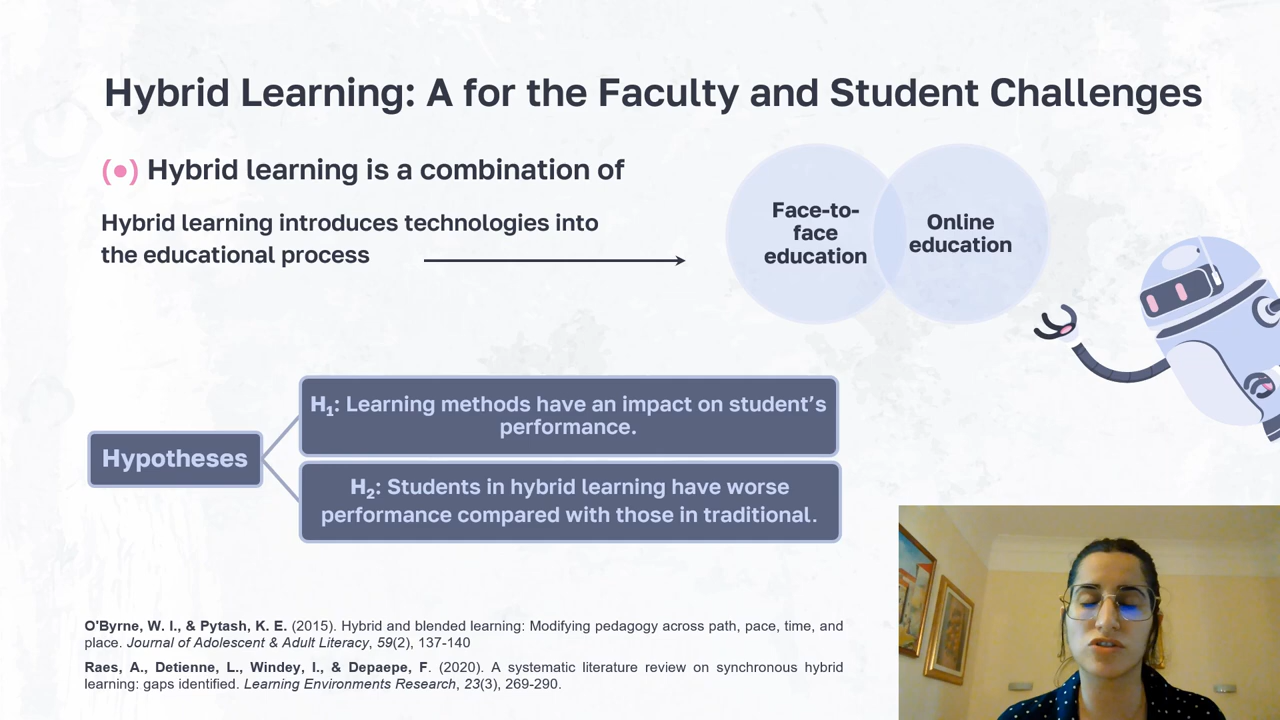 Hybrid Learning: A for the Faculty and Student Challenges
(●) Hybrid learning is a combination of
Hybrid learning introduces technologies into
the educational process
Face-to-
face
education
Online
education
Hypotheses
H₁: Learning methods have an impact on student’s
performance.
H₂: Students in hybrid learning have worse
performance compared with those in traditional.
O'Byrne, W. I., & Pytash, K. E. (2015). Hybrid and blended learning: Modifying pedagogy across path, pace, time, and
place. Journal of Adolescent & Adult Literacy, 59(2), 137-140
Raes, A., Detienne, L., Windey, I., & Depaepe, F. (2020). A systematic literature review on synchronous hybrid
learning: gaps identified. Learning Environments Research, 23(3), 269-290.